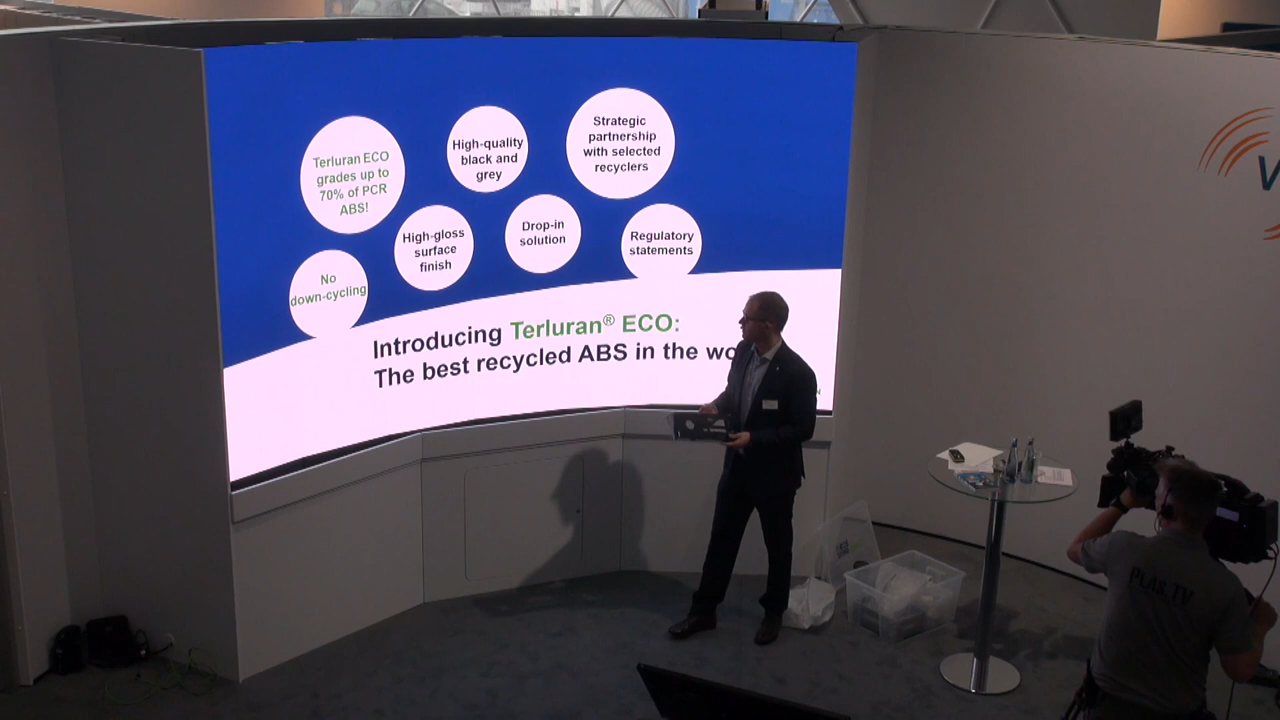 Terluran ECO
grades up to
70% of PCR
ABS!
High-quality
black and
grey
Strategic
partnership
with selected
recyclers
No
down-cycling
High-gloss
surface
finish
Drop-in
solution
Regulatory
statements
Introducing Terluran® ECO:
The best recycled ABS in the wo
PLAS.TV